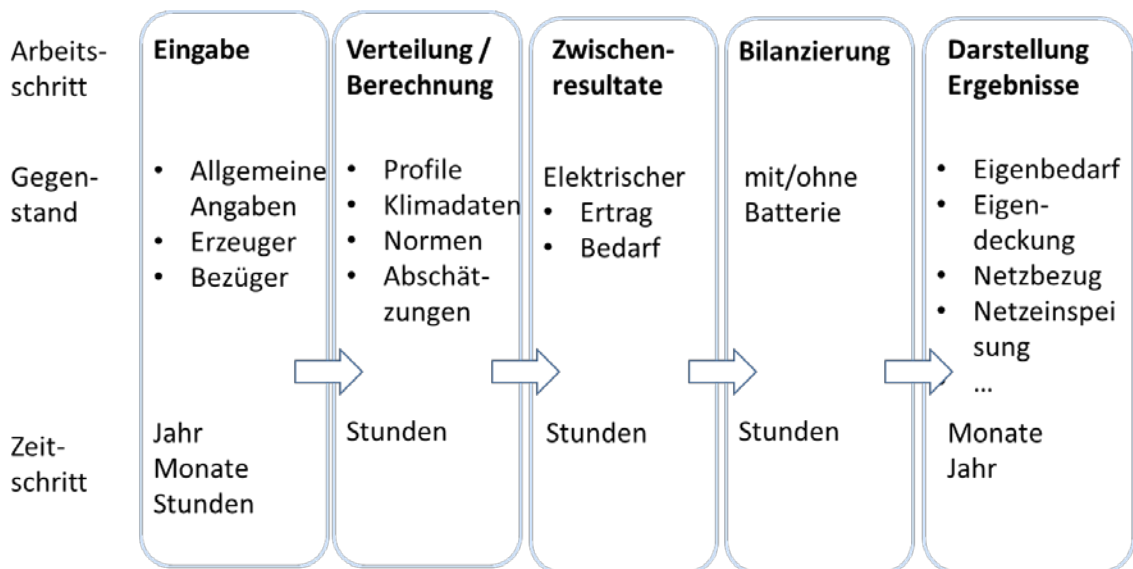 Arbeits-
schritt
Eingabe
Verteilung /
Berechnung
Zwischen-
resultate
Bilanzierung
Darstellung
Ergebnisse
Gegen-
stand
• Allgemeine
Angaben
• Erzeuger
• Bezüger
• Profile
• Klimadaten
• Normen
• Abschät-
zungen
Elektrischer
• Ertrag
• Bedarf
mit/ohne
Batterie
• Eigenbedarf
• Eigen-
deckung
• Netzbezug
• Netzeinspei
sung
• ...
Zeit-
schritt
Jahr
Monate
Stunden
Stunden
Stunden
Stunden
Monate
Jahr